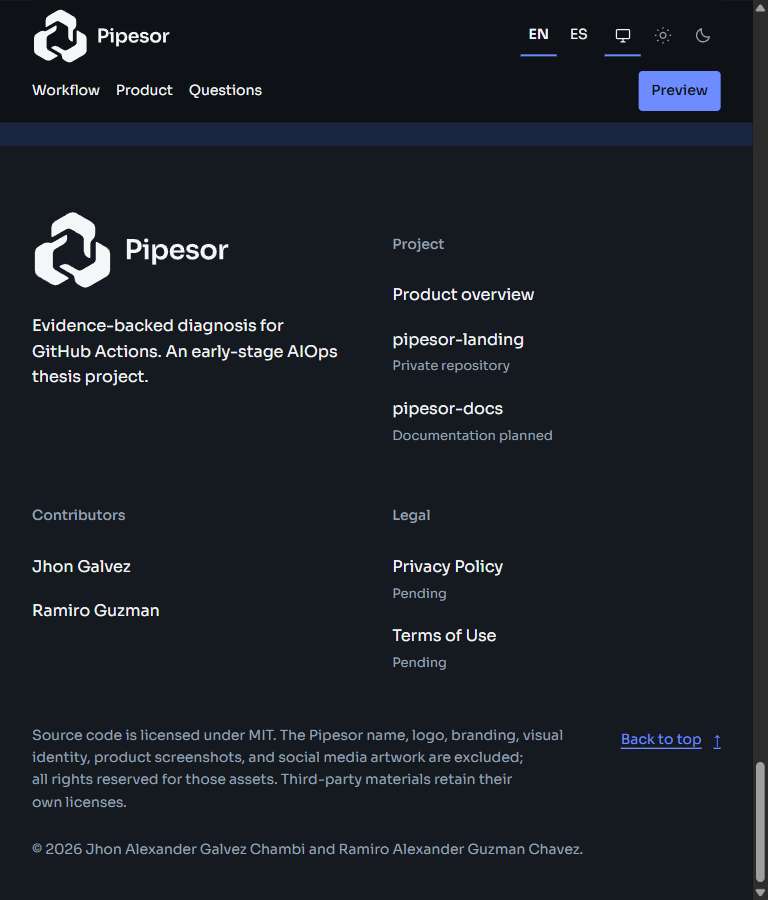 Pipesor
EN ES
Workflow Product Questions
Preview
Pipesor
Evidence-backed diagnosis for
GitHub Actions. An early-stage AIOps
thesis project.
Project
Product overview
pipesor-landing
Private repository
pipesor-docs
Documentation planned
Contributors
Jhon Galvez
Ramiro Guzman
Legal
Privacy Policy
Pending
Terms of Use
Pending
Source code is licensed under MIT. The Pipesor name, logo, branding, visual
identity, product screenshots, and social media artwork are excluded;
all rights reserved for those assets. Third-party materials retain their
own licenses.
Back to top ↑
© 2026 Jhon Alexander Galvez Chambi and Ramiro Alexander Guzman Chavez.